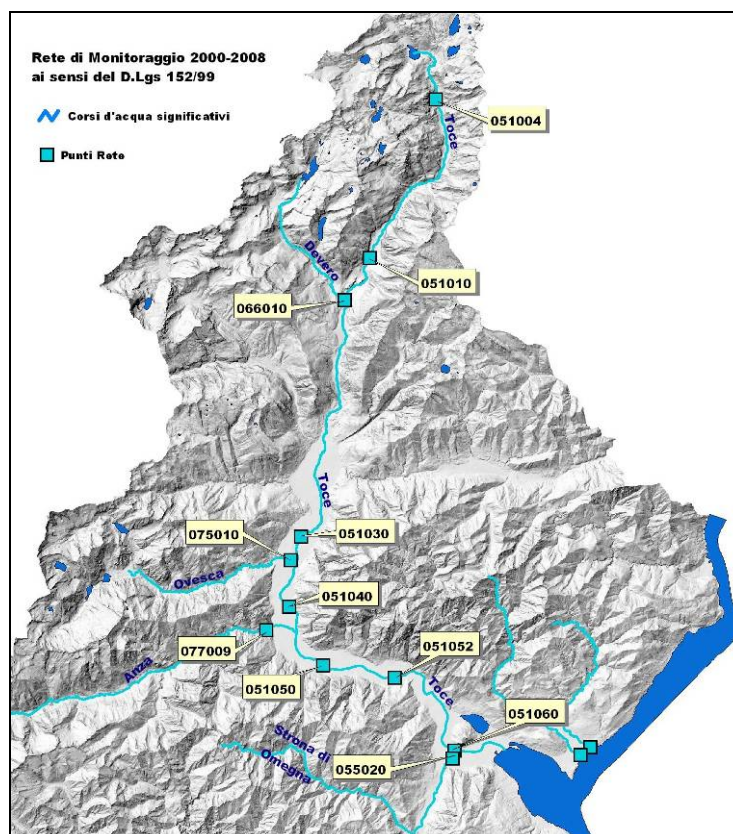 Rete di Monitoraggio 2000-2008
ai sensi del D.Lgs 152/99
Corsi d'acqua significativi
Punti Rete
051004
Toce
Devero
051010
066010
Toce
051030
075010
Ovesca
051040
077009
Anza
051052
051050
Toce
051060
Strona di
Omegna
055020